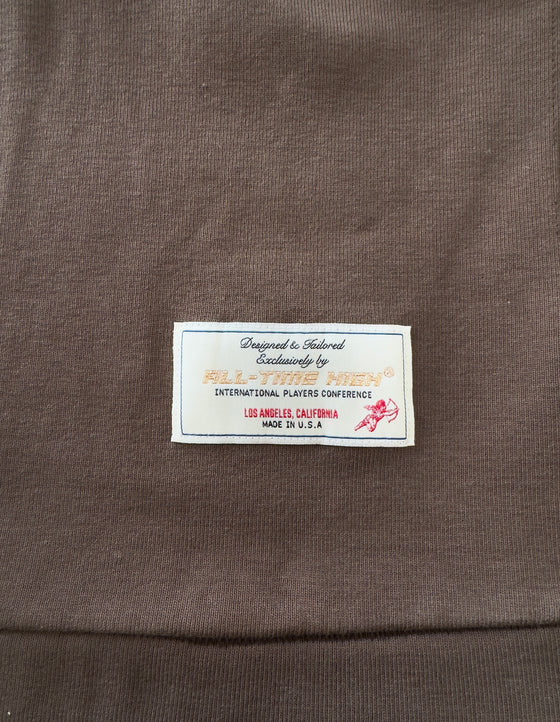 Designed & Tailored
Exclusively by
ALL-TIME HIGH®
INTERNATIONAL PLAYERS CONFERENCE
LOS ANGELES, CALIFORNIA
MADE IN U.S.A